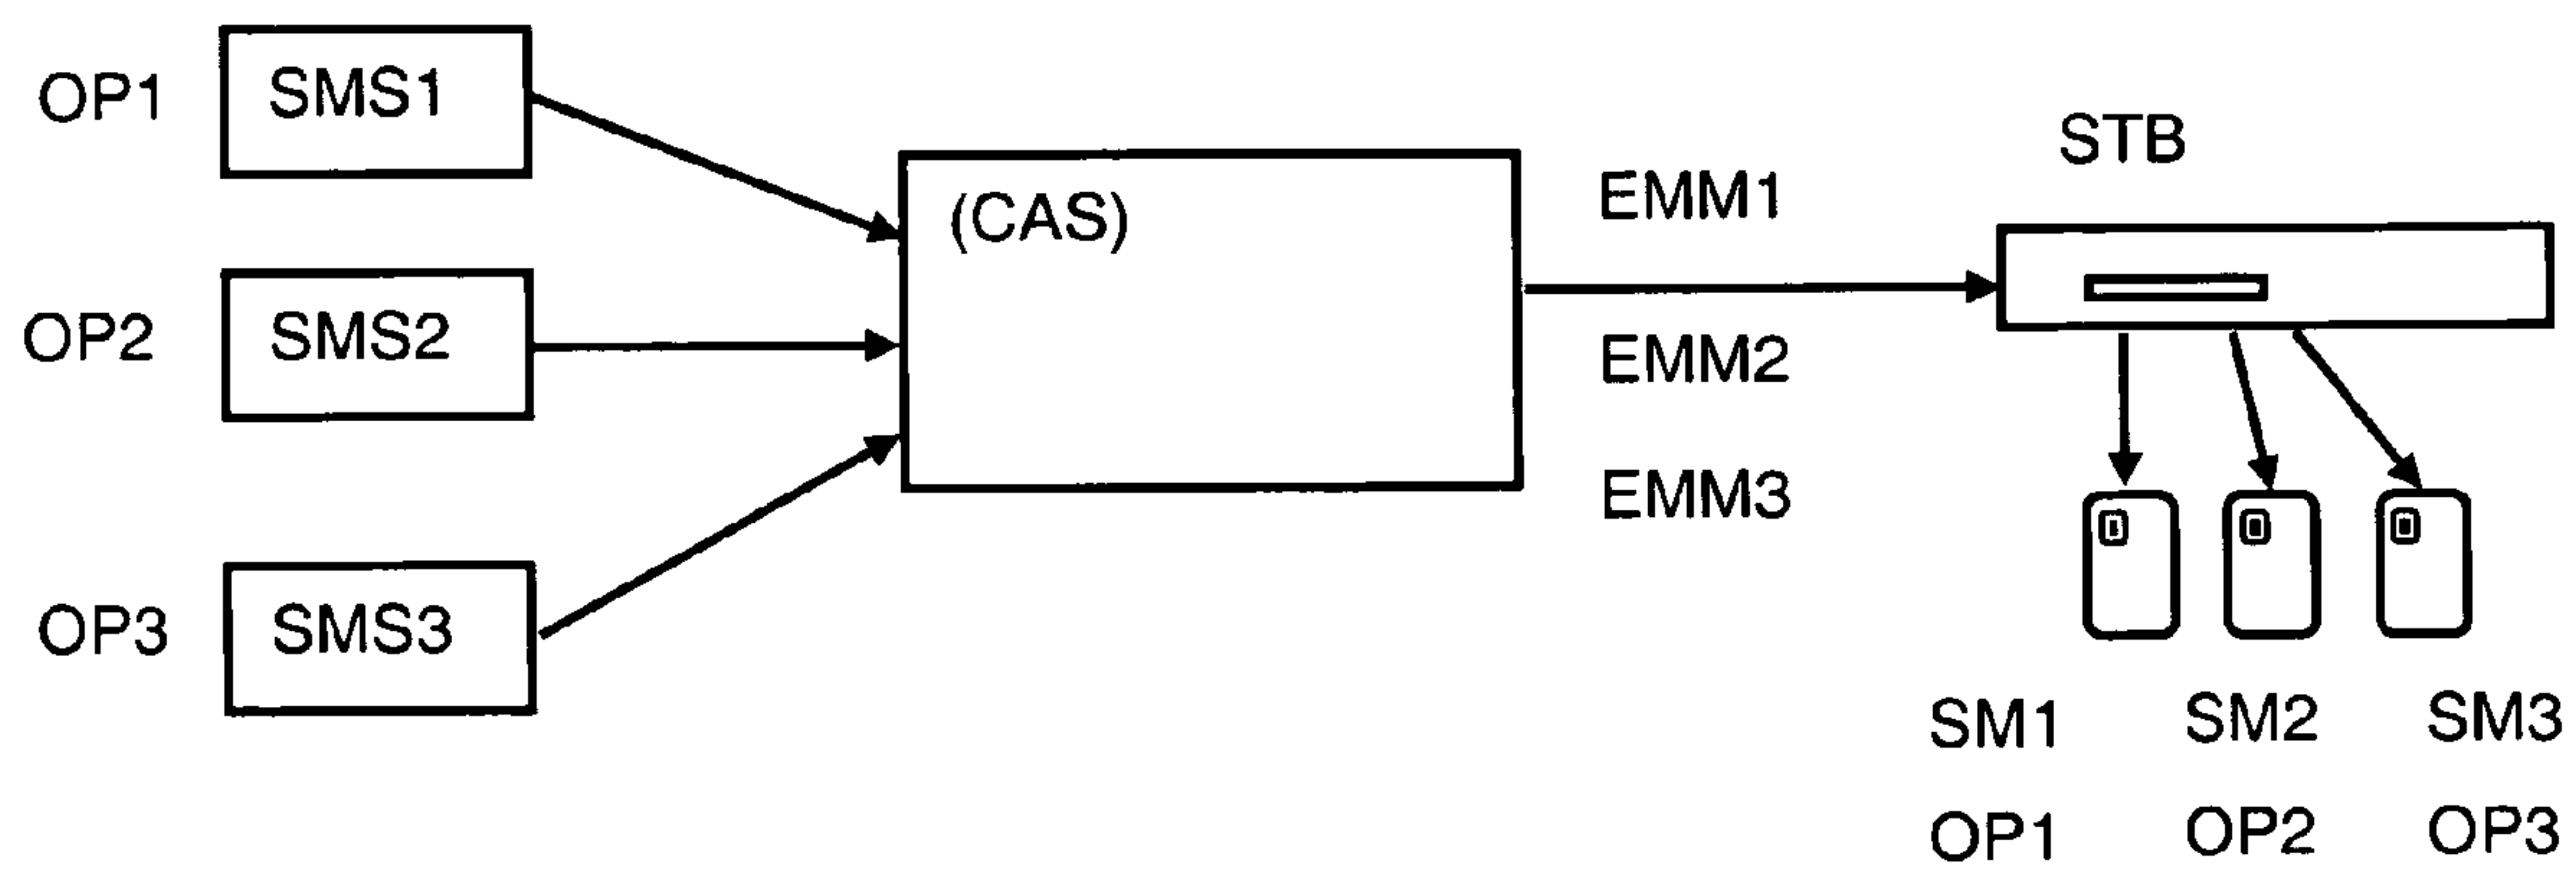 OP1 SMS1
OP2 SMS2
OP3 SMS3
(CAS)
EMM1
EMM2
EMM3
STB
SM1 SM2 SM3
OP1 OP2 OP3